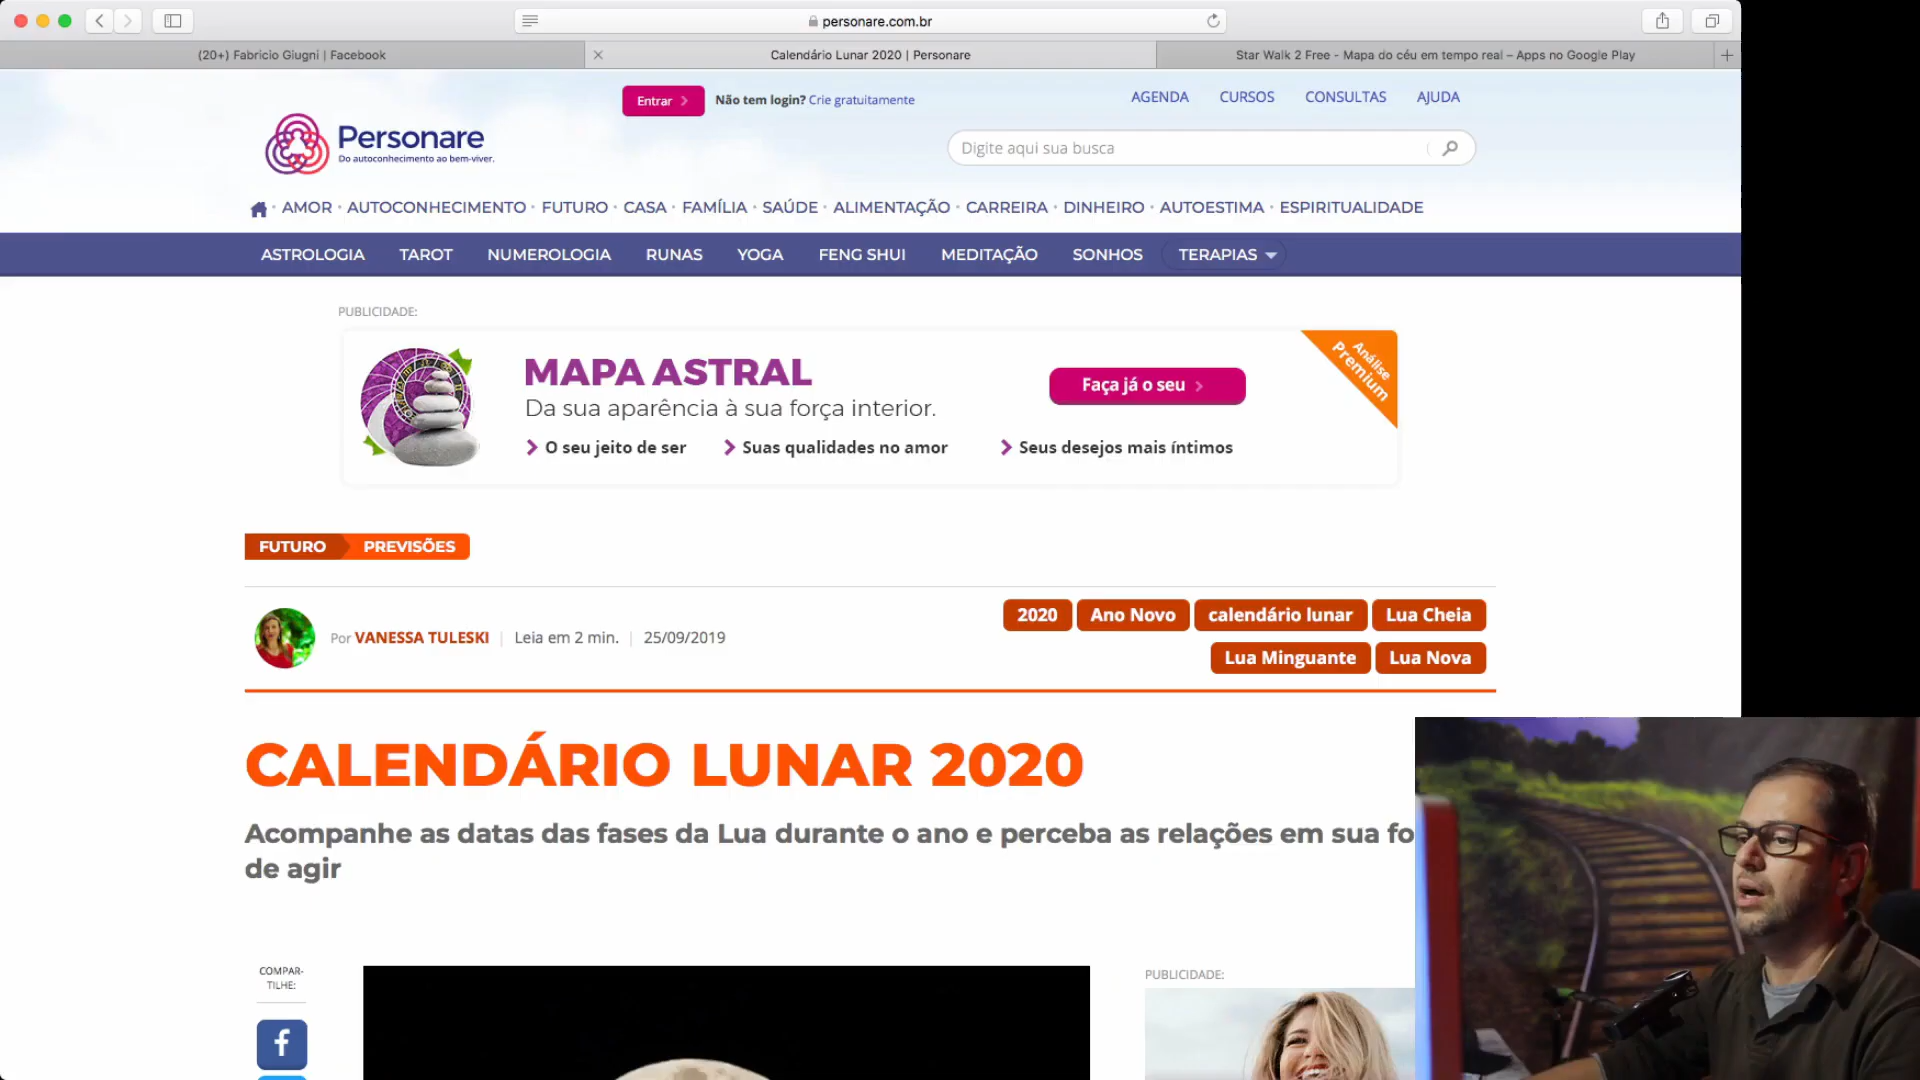 personare.com.br
(20+) Fabricio Giugni | Facebook
Calendário Lunar 2020 | Personare
Star Walk 2 Free - Mapa do céu em tempo real – Apps no Google Play
Entrar
Não tem login? Crie gratuitamente
AGENDA
CURSOS
CONSULTAS
AJUDA
Personare
Do autoconhecimento ao bem-viver.
Digite aqui sua busca
AMOR · AUTOCONHECIMENTO · FUTURO · CASA · FAMÍLIA · SAÚDE · ALIMENTAÇÃO · CARREIRA · DINHEIRO · AUTOESTIMA · ESPIRITUALIDADE
ASTROLOGIA TAROT NUMEROLOGIA RUNAS YOGA FENG SHUI MEDITAÇÃO SONHOS TERAPIAS
PUBLICIDADE:
MAPA ASTRAL
Da sua aparência à sua força interior.
O seu jeito de ser
Suas qualidades no amor
Seus desejos mais íntimos
Faça já o seu
Análise
Premium
FUTURO PREVISÕES
Por VANESSA TULESKI | Leia em 2 min. | 25/09/2019
2020 Ano Novo calendário lunar Lua Cheia
Lua Minguante Lua Nova
CALENDÁRIO LUNAR 2020
Acompanhe as datas das fases da Lua durante o ano e perceba as relações em sua fo
de agir
COMPAR-
TILHE:
PUBLICIDADE: